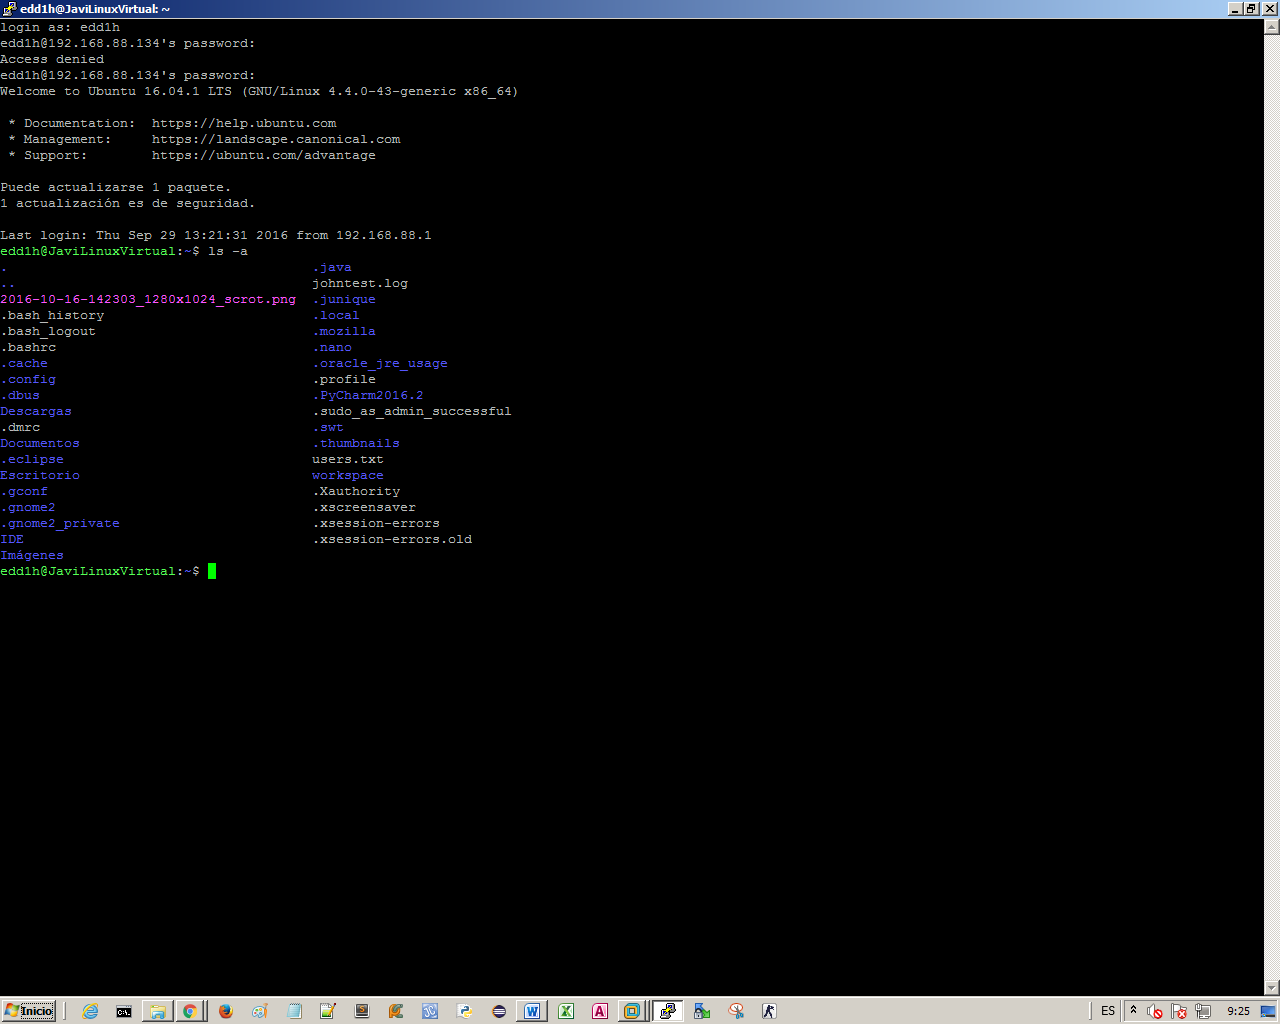 edd1h@JaviLinuxVirtual: ~
login as: edd1h
edd1h@192.168.88.134's password:
Access denied
edd1h@192.168.88.134's password:
Welcome to Ubuntu 16.04.1 LTS (GNU/Linux 4.4.0-43-generic x86_64)
 * Documentation:  https://help.ubuntu.com
 * Management:     https://landscape.canonical.com
 * Support:        https://ubuntu.com/advantage
Puede actualizarse 1 paquete.
1 actualización es de seguridad.
Last login: Thu Sep 29 13:21:31 2016 from 192.168.88.1
edd1h@JaviLinuxVirtual:~$ ls -a
.                                      .java
..                                     johntest.log
2016-10-16-142303_1280x1024_scrot.png  .junique
.bash_history                          .local
.bash_logout                           .mozilla
.bashrc                                .nano
.cache                                 .oracle_jre_usage
.config                                .profile
.dbus                                  .PyCharm2016.2
Descargas                              .sudo_as_admin_successful
.dmrc                                  .swt
Documentos                             .thumbnails
.eclipse                               users.txt
Escritorio                             workspace
.gconf                                 .Xauthority
.gnome2                                .xscreensaver
.gnome2_private                        .xsession-errors
IDE                                    .xsession-errors.old
Imágenes
edd1h@JaviLinuxVirtual:~$
Inicio ES 9:25